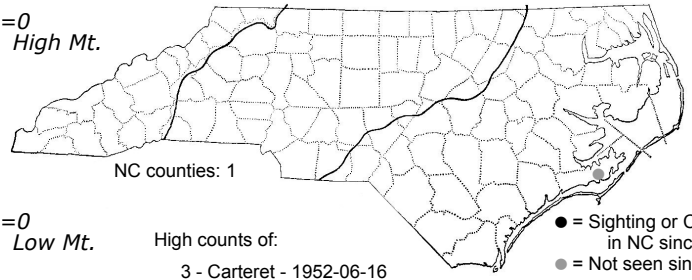 =0
High Mt.
NC counties: 1
=0
Low Mt.
High counts of:
3 - Carteret - 1952-06-16
● = Sighting or C
in NC sinc
● = Not seen sin